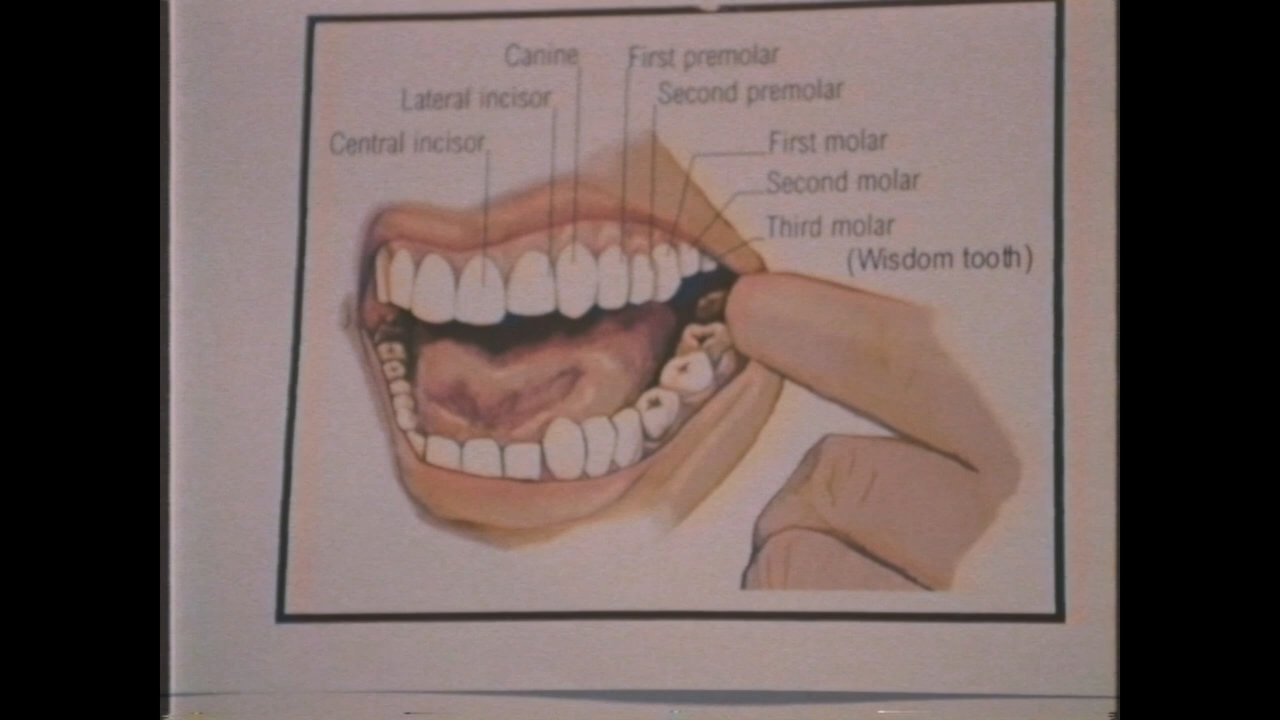 Canine
First premolar
Lateral incisor
Second premolar
Central incisor
First molar
Second molar
Third molar
(Wisdom tooth)